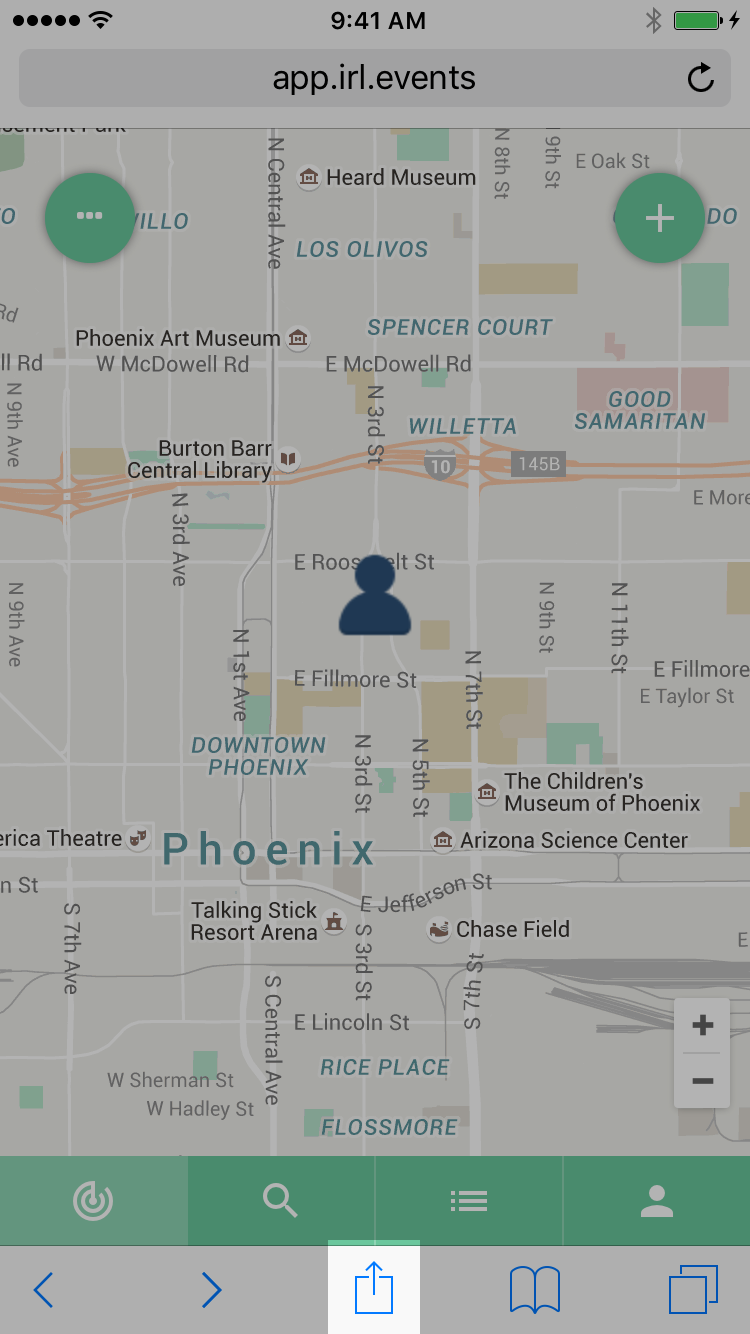 9:41 AM
app.irl.events
N Central Ave
N 8th St
9th St
E Oak St
Heard Museum
LOS OLIVOS
SPENCER COURT
Phoenix Art Museum
W McDowell Rd
E McDowell Rd
N 9th Ave
N 3rd St
GOOD
SAMARITAN
WILLETTA
Burton Barr
Central Library
10
145B
N 3rd Ave
E Roosevelt St
N 9th Ave
N 9th St
N 11th St
N 1st Ave
E Fillmore St
N 7th St
E Fillmore
E Taylor St
DOWNTOWN
PHOENIX
N 3rd St
N 5th St
The Children's
Museum of Phoenix
Phoenix
Arizona Science Center
E Jefferson St
S 7th Ave
Talking Stick
Resort Arena
S 3rd St
Chase Field
S 7th St
S Central Ave
E Lincoln St
RICE PLACE
W Sherman St
W Hadley St
FLOSSMORE